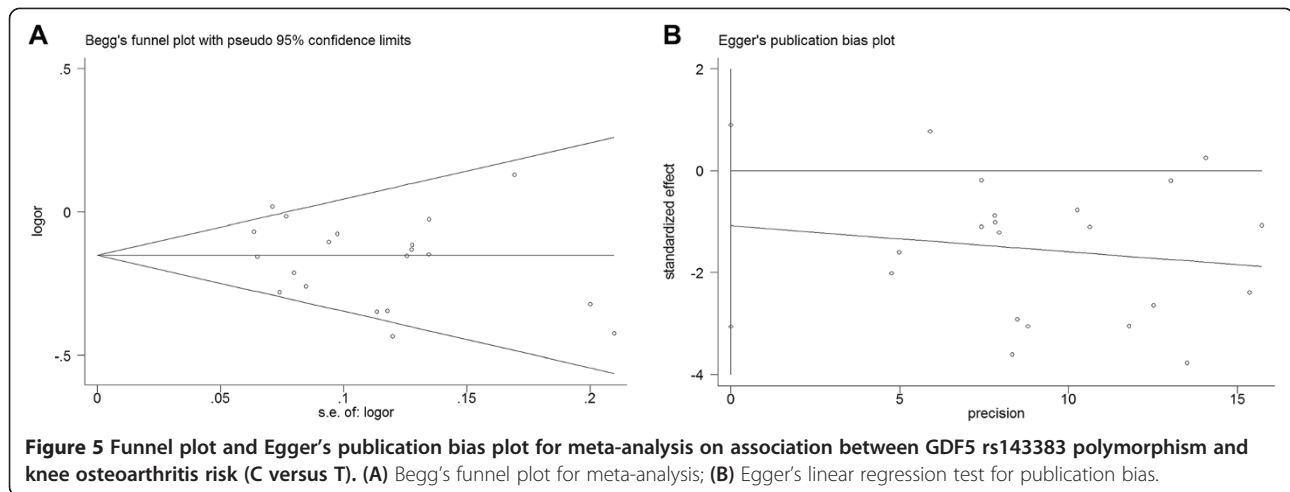 A
Begg's funnel plot with pseudo 95% confidence limits
.5
0
-.5
logor
0
.05
.1
.15
.2
s.e. of: logor
B
Egger's publication bias plot
2
0
-2
-4
standardized effect
0
5
10
15
precision
Figure 5 Funnel plot and Egger's publication bias plot for meta-analysis on association between GDF5 rs143383 polymorphism and
knee osteoarthritis risk (C versus T). (A) Begg's funnel plot for meta-analysis; (B) Egger's linear regression test for publication bias.